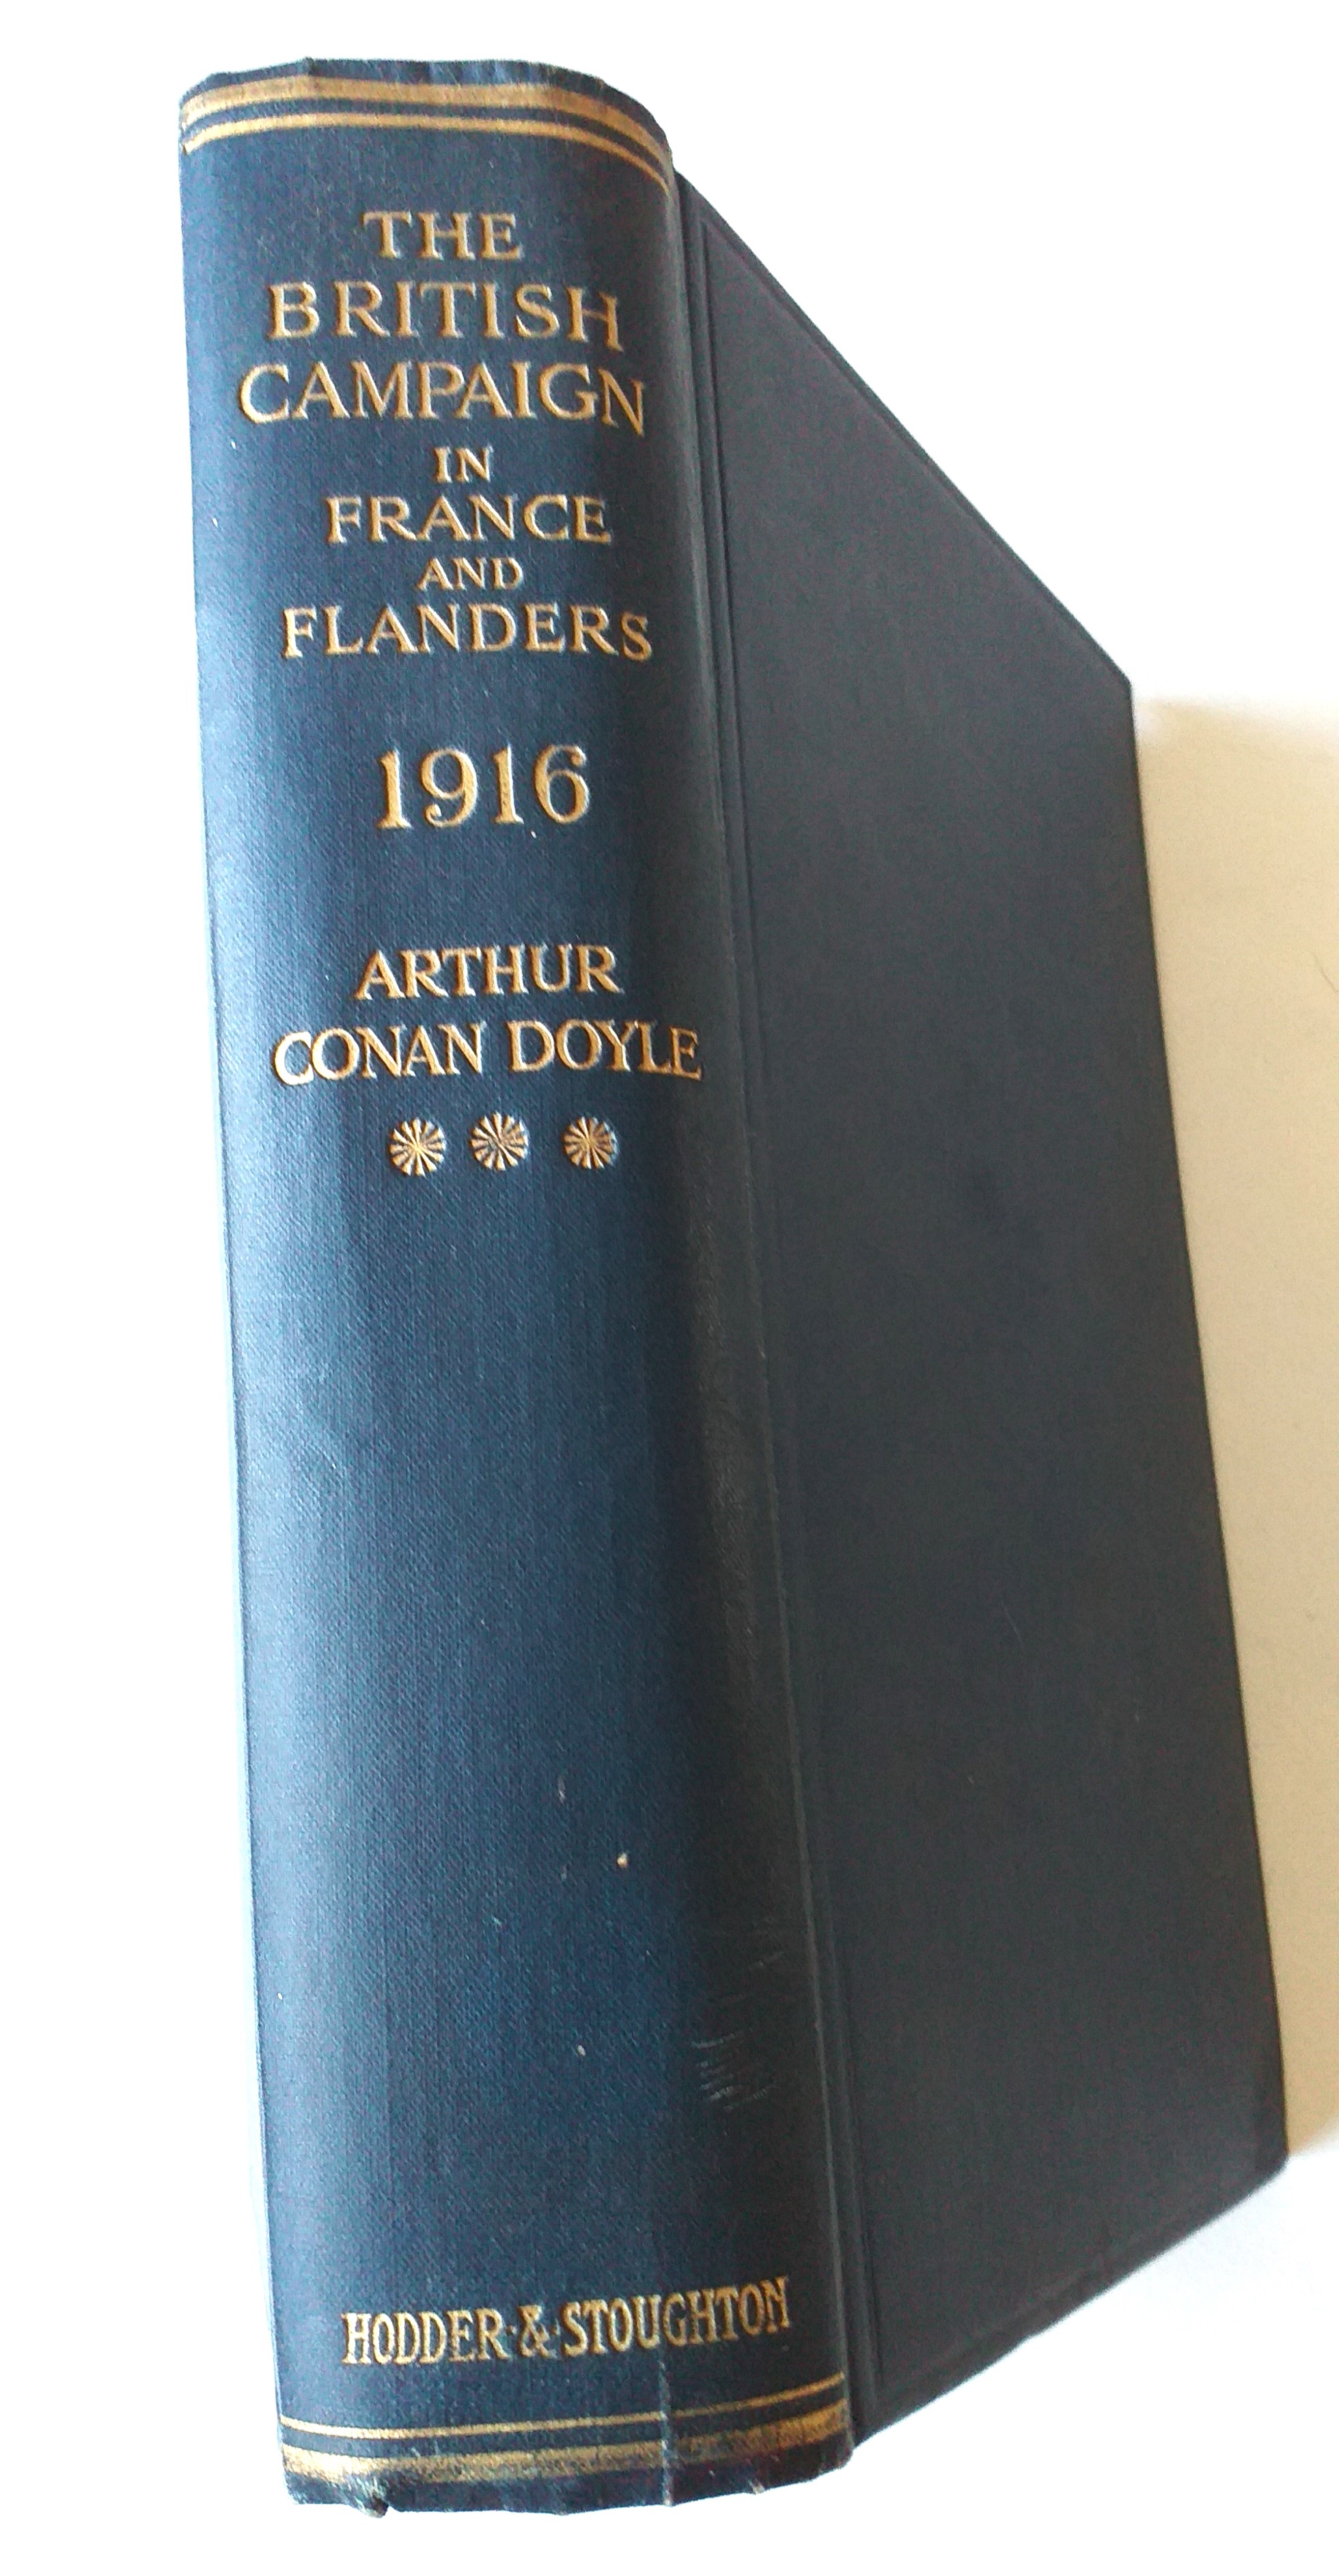 THE
BRITISH
CAMPAIGN
IN
FRANCE
AND
FLANDERS
1916
ARTHUR
CONAN DOYLE
HODDER·&·STOUGHTON